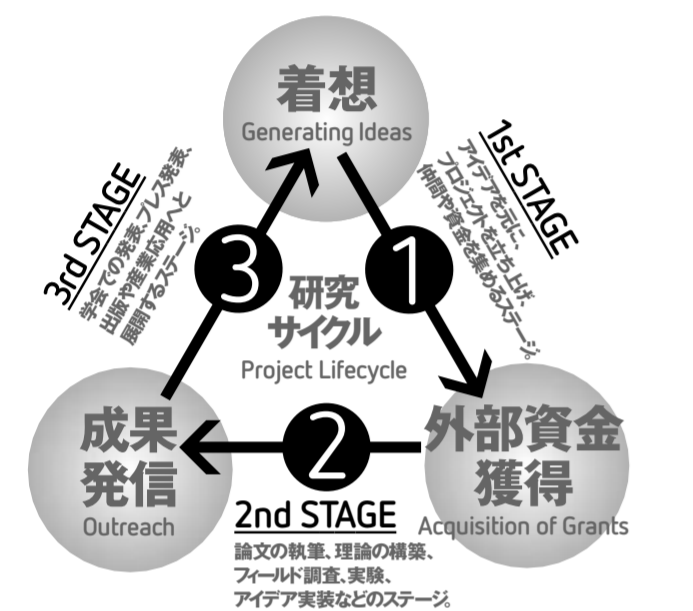 着想
Generating Ideas
1st STAGE
アイデアを元に、
プロジェクトを立ち上げ、
仲間や資金を集めるステージ。
1
外部資金
獲得
Acquisition of Grants
2
2nd STAGE
論文の執筆、理論の構築、
フィールド調査、実験、
アイデア実装などのステージ。
成果
発信
Outreach
3
3rd STAGE
学会での発表、プレス発表、
出版や産業応用へと
展開するステージ。
研究
サイクル
Project Lifecycle